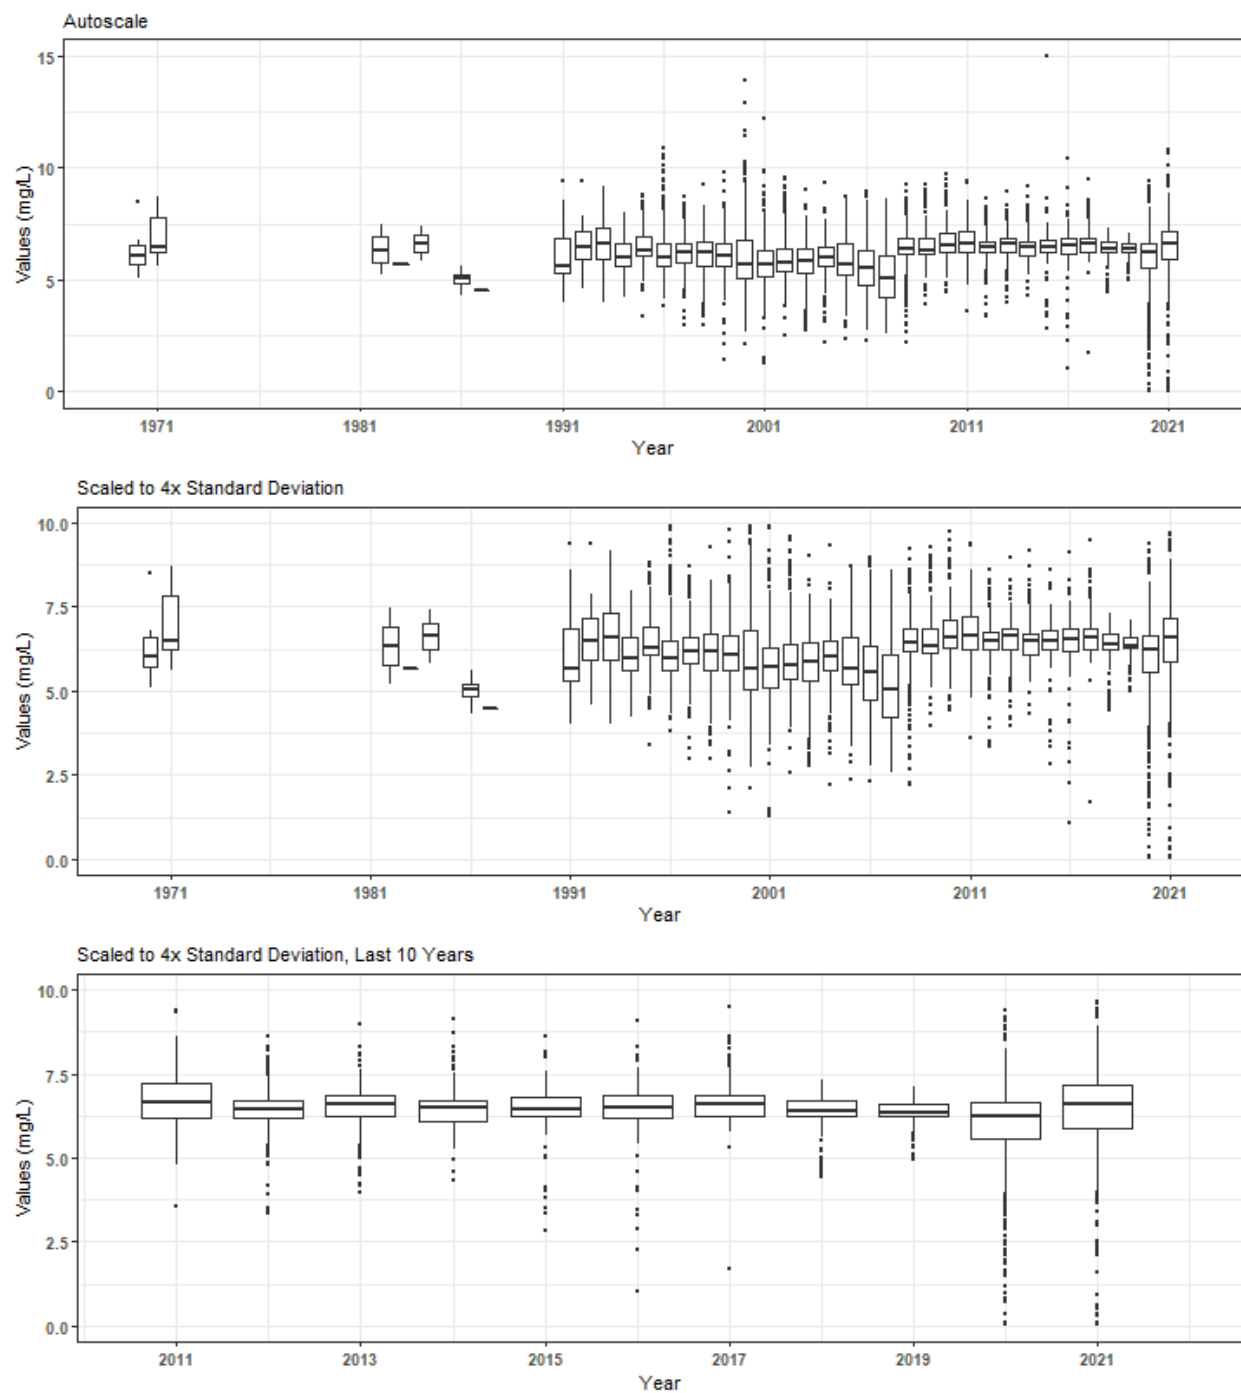 Autoscale
15
10
5
0
Values (mg/L)
1971 1981 1991 2001 2011 2021
Year
Scaled to 4x Standard Deviation
10.0
7.5
5.0
2.5
0.0
Values (mg/L)
1971 1981 1991 2001 2011 2021
Year
Scaled to 4x Standard Deviation, Last 10 Years
10.0
7.5
5.0
2.5
0.0
Values (mg/L)
2011 2013 2015 2017 2019 2021
Year